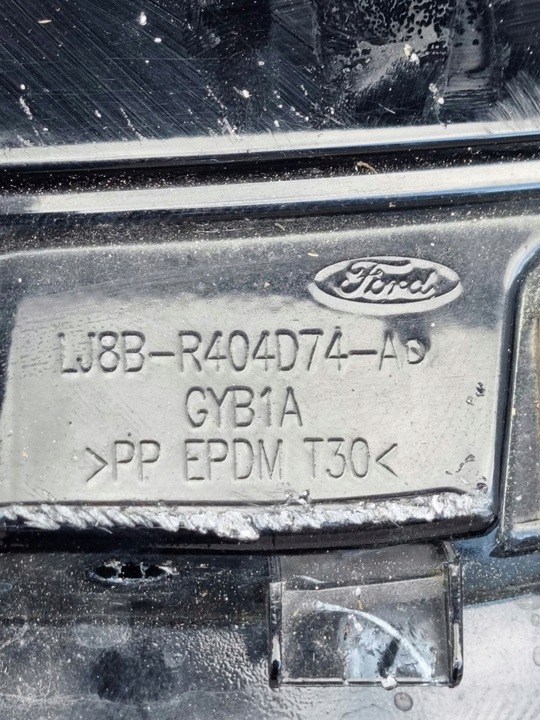 Ford
LJ8B-R404D74-A
GYB1A
>PP EPDM T30<